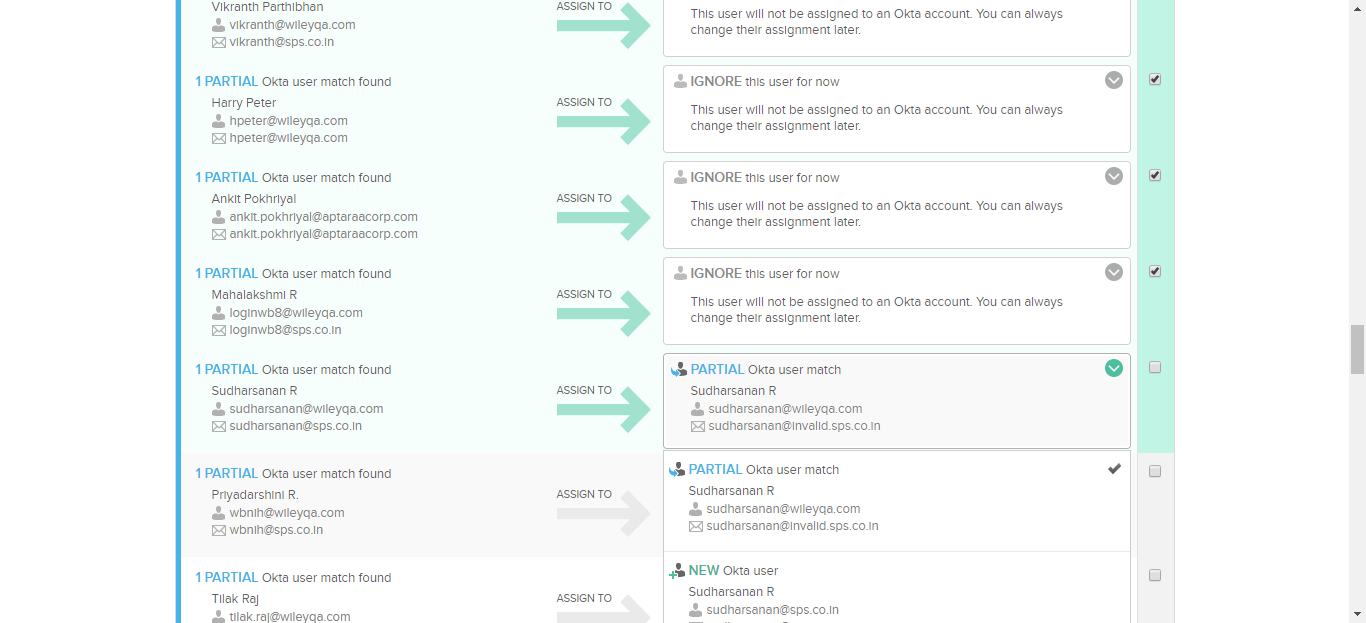 Vikranth Parthibhan
vikranth@wileyqa.com
vikranth@sps.co.in
ASSIGN TO
This user will not be assigned to an Okta account. You can always
change their assignment later.
1 PARTIAL Okta user match found
Harry Peter
hpeter@wileyqa.com
hpeter@wileyqa.com
ASSIGN TO
IGNORE this user for now
This user will not be assigned to an Okta account. You can always
change their assignment later.
1 PARTIAL Okta user match found
Ankit Pokhriyal
ankit.pokhriyal@aptaraacorp.com
ankit.pokhriyal@aptaraacorp.com
ASSIGN TO
IGNORE this user for now
This user will not be assigned to an Okta account. You can always
change their assignment later.
1 PARTIAL Okta user match found
Mahalakshmi R
loginwb8@wileyqa.com
loginwb8@sps.co.in
ASSIGN TO
IGNORE this user for now
This user will not be assigned to an Okta account. You can always
change their assignment later.
1 PARTIAL Okta user match found
Sudharsanan R
sudharsanan@wileyqa.com
sudharsanan@sps.co.in
ASSIGN TO
PARTIAL Okta user match
Sudharsanan R
sudharsanan@wileyqa.com
sudharsanan@invalid.sps.co.in
1 PARTIAL Okta user match found
Priyadarshini R.
wbnih@wileyqa.com
wbnih@sps.co.in
ASSIGN TO
PARTIAL Okta user match
Sudharsanan R
sudharsanan@wileyqa.com
sudharsanan@invalid.sps.co.in
1 PARTIAL Okta user match found
Tilak Raj
tilak.raj@wileyqa.com
ASSIGN TO
NEW Okta user
Sudharsanan R
sudharsanan@sps.co.in